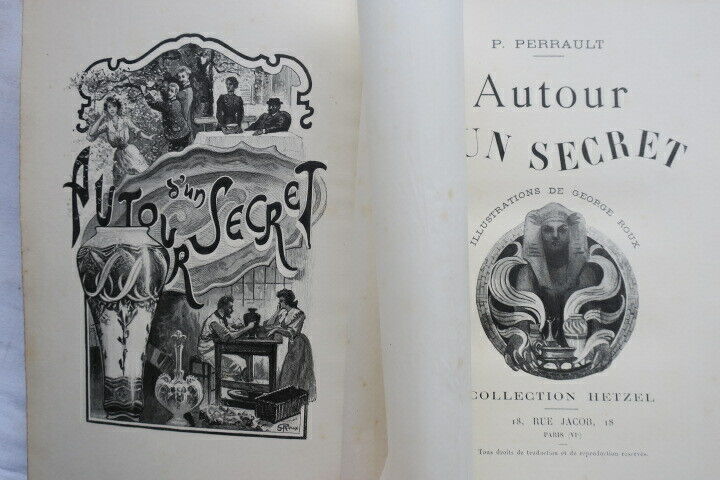 AUTOUR
d'un
SECRET
G. Roux
P. PERRAULT
Autour
UN SECRET
ILLUSTRATIONS DE GEORGE ROUX
COLLECTION HETZEL
18, RUE JACOB, 18
PARIS (VIe)
Tous droits de traduction et de reproduction réservés.